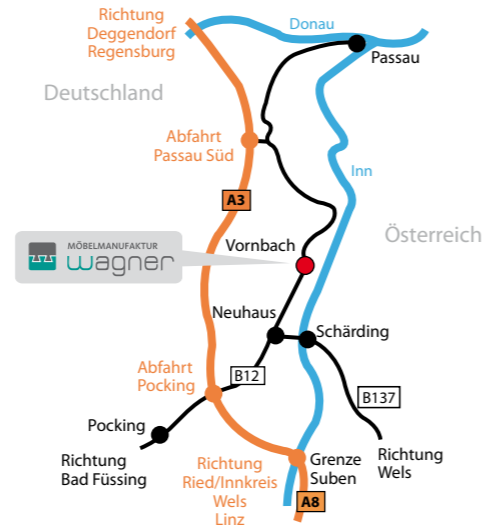 Richtung
Deggendorf
Regensburg
Donau
Passau
Deutschland
Abfahrt
Passau Süd
Inn
A3
Österreich
MÖBELMANUFAKTUR
wagner
Vornbach
Neuhaus
Schärding
Abfahrt
Pocking
B12
B137
Pocking
Richtung
Bad Füssing
Richtung
Ried/Innkreis
Wels
Linz
Grenze
Suben
Richtung
Wels
A8